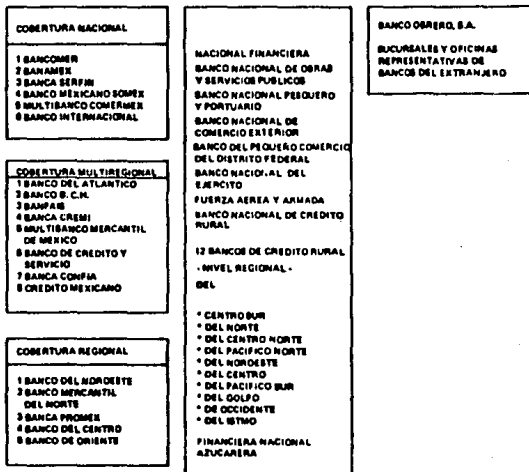 COBERTURA NACIONAL
1 BANCOMER
2 BANAMEX
3 BANCA SERFIN
4 BANCO MEXICANO SOMEX
5 MULTIBANCO COMERMEX
6 BANCO INTERNACIONAL
COBERTURA MULTIREGIONAL
1 BANCO DEL ATLANTICO
2 BANCO B.C.H.
3 BANPAIS
4 BANCA CREMI
5 MULTIBANCO MERCANTIL
DE MEXICO
6 BANCO DE CREDITO Y
SERVICIO
7 BANCA CONFIA
8 CREDITO MEXICANO
COBERTURA REGIONAL
1 BANCO DEL NOROESTE
2 BANCO MERCANTIL
DEL NORTE
3 BANCA PROMEX
4 BANCO DEL CENTRO
5 BANCO DE ORIENTE
NACIONAL FINANCIERA
BANCO NACIONAL DE OBRAS
Y SERVICIOS PUBLICOS
BANCO NACIONAL PESQUERO
Y PORTUARIO
BANCO NACIONAL DE
COMERCIO EXTERIOR
BANCO DEL PEQUEÑO COMERCIO
DEL DISTRITO FEDERAL
BANCO NACIONAL DEL
EJERCITO
FUERZA AEREA Y ARMADA
BANCO NACIONAL DE CREDITO
RURAL
12 BANCOS DE CREDITO RURAL
- NIVEL REGIONAL -
DEL
* CENTRO SUR
* DEL NORTE
* DEL CENTRO NORTE
* DEL PACIFICO NORTE
* DEL NOROESTE
* DEL CENTRO
* DEL PACIFICO SUR
* DEL GOLFO
* DE OCCIDENTE
* DEL ISTMO
FINANCIERA NACIONAL
AZUCARERA
BANCO OBRERO, S.A.
SUCURSALES Y OFICINAS
REPRESENTATIVAS DE
BANCOS DEL EXTRANJERO